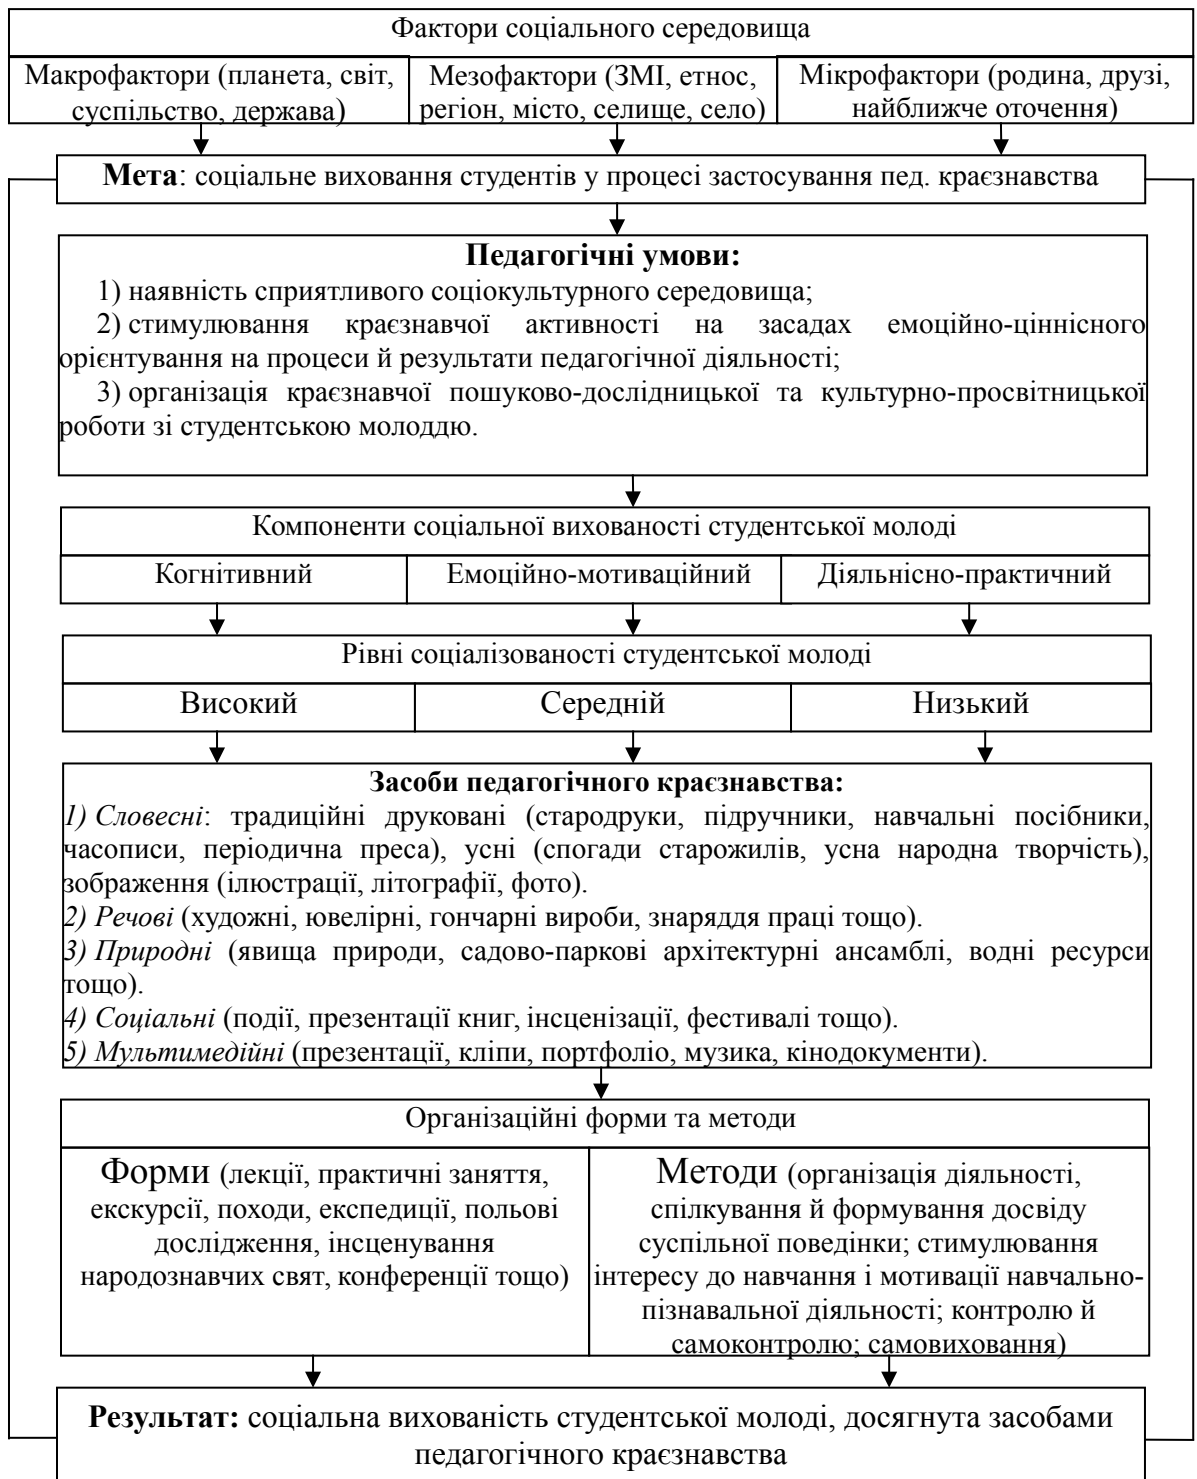 Фактори соціального середовища
Макрофактори (планета, світ,
суспільство, держава)
Мезофактори (ЗМІ, етнос,
регіон, місто, селище, село)
Мікрофактори (родина, друзі,
найближче оточення)
Мета: соціальне виховання студентів у процесі застосування пед. краєзнавства
Педагогічні умови:
1) наявність сприятливого соціокультурного середовища;
2) стимулювання краєзнавчої активності на засадах емоційно-ціннісного
орієнтування на процеси й результати педагогічної діяльності;
3) організація краєзнавчої пошуково-дослідницької та культурно-просвітницької
роботи зі студентською молоддю.
Компоненти соціальної вихованості студентської молоді
Когнітивний
Емоційно-мотиваційний
Діяльнісно-практичний
Рівні соціалізованості студентської молоді
Високий
Середній
Низький
Засоби педагогічного краєзнавства:
1) Словесні: традиційні друковані (стародруки, підручники, навчальні посібники,
часописи, періодична преса), усні (спогади старожилів, усна народна творчість),
зображення (ілюстрації, літографії, фото).
2) Речові (художні, ювелірні, гончарні вироби, знаряддя праці тощо).
3) Природні (явища природи, садово-паркові архітектурні ансамблі, водні ресурси
тощо).
4) Соціальні (події, презентації книг, інсценізації, фестивалі тощо).
5) Мультимедійні (презентації, кліпи, портфоліо, музика, кінодокументи).
Організаційні форми та методи
Форми (лекції, практичні заняття,
екскурсії, походи, експедиції, польові
дослідження, інсценування
народознавчих свят, конференції тощо)
Методи (організація діяльності,
спілкування й формування досвіду
суспільної поведінки; стимулювання
інтересу до навчання і мотивації навчально-
пізнавальної діяльності; контролю й
самоконтролю; самовиховання)
Результат: соціальна вихованість студентської молоді, досягнута засобами
педагогічного краєзнавства